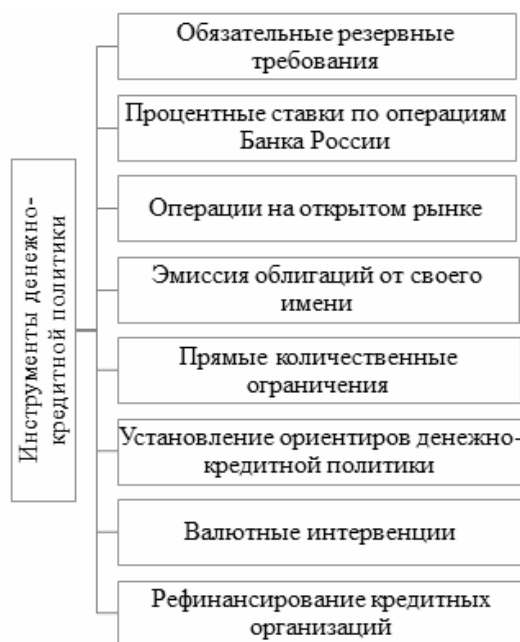 Инструменты денежно-
кредитной политики
Обязательные резервные
требования
Процентные ставки по операциям
Банка России
Операции на открытом рынке
Эмиссия облигаций от своего
имени
Прямые количественные
ограничения
Установление ориентиров денежно-
кредитной политики
Валютные интервенции
Рефинансирование кредитных
организаций